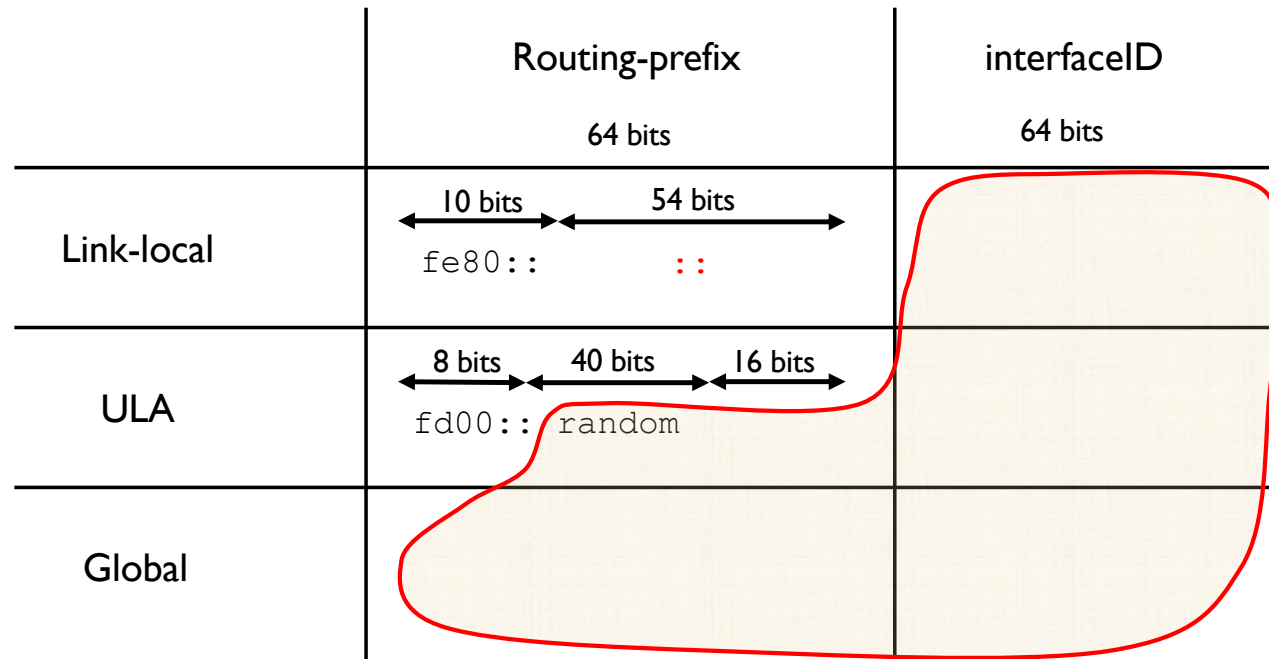 Routing-prefix interfaceID
64 bits 64 bits
Link-local
10 bits 54 bits
fe80:: ::
ULA
8 bits 40 bits 16 bits
fd00:: random
Global